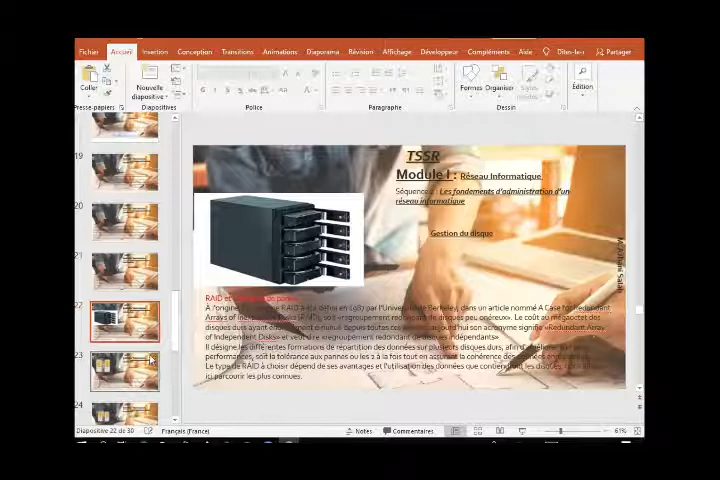 Fichier Accueil Insertion Conception Transitions Animations Diaporama Révision Affichage Développeur Compléments Aide Dites-le Partager
Coller
Nouvelle
diapositive
Formes Organiser Styles
Édition
Presse-papiers Diapositives Police Paragraphe Dessin
19
20
21
22
23
24
TSSR
Module I : Réseau Informatique
Séquence 2 : Les fondements d'administration d'un
réseau informatique
Gestion du disque
RAID et
À l'origine, RAID a été défini en 1987 par l'Université de Berkeley, dans un article nommé A Case for Redundant
Arrays of Inexpensive Disks (RAID), soit «regroupement redondant de disques peu onéreux». Le coût au mégaoctet des
disques durs ayant diminué depuis toutes ces aujourd'hui son acronyme signifie «Redundant Array
of Independent Disks» et veut dire «regroupement redondant de disques indépendants»
Il désigne les différentes formations de repartition des données sur plusieurs disques durs, afin d'améliorer
performances, soit la tolérance aux pannes ou les 2 à la fois tout en assurant la cohérence des données
Le type de RAID à choisir dépend de ses avantages et l'utilisation des données que contiendront les disques,
ici parcourir les plus connues.
Diapositive 22 de 30 Français (France) Notes Commentaires 61%